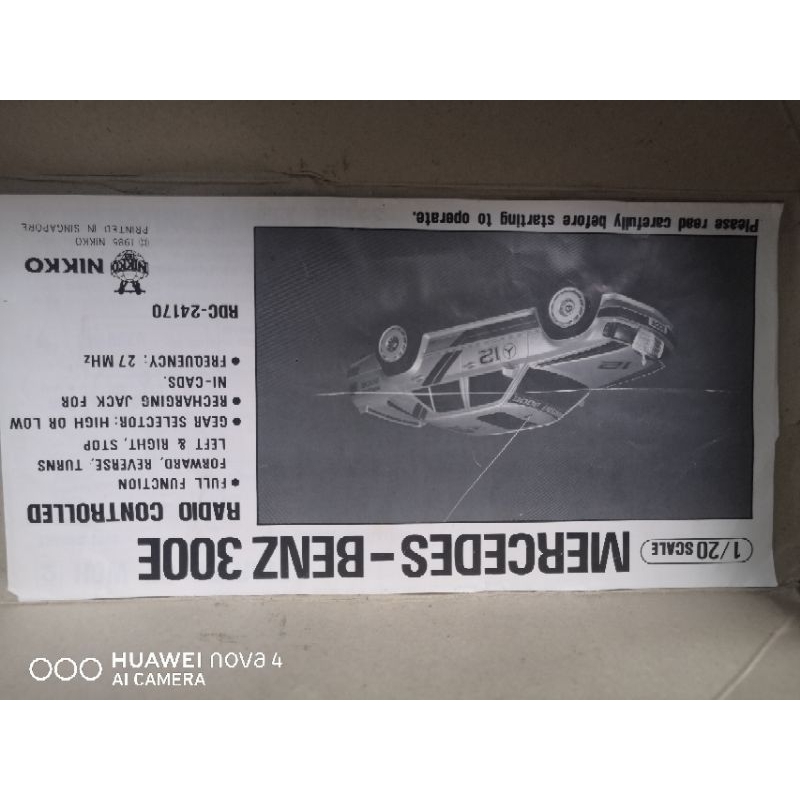 1/20 SCALE MERCEDES-BENZ 300E
RADIO CONTROLLED
● FULL FUNCTION
FORWARD, REVERSE, TURNS
LEFT & RIGHT, STOP
● GEAR SELECTOR: HIGH OR LOW
● RECHARGING JACK FOR
NI-CADS.
● FREQUENCY: 27 MHz
RDC-24170
NIKKO NIKKO
© 1985 NIKKO
PRINTED IN SINGAPORE
12
12
300E
Please read carefully before starting to operate.
HUAWEI nova 4
AI CAMERA